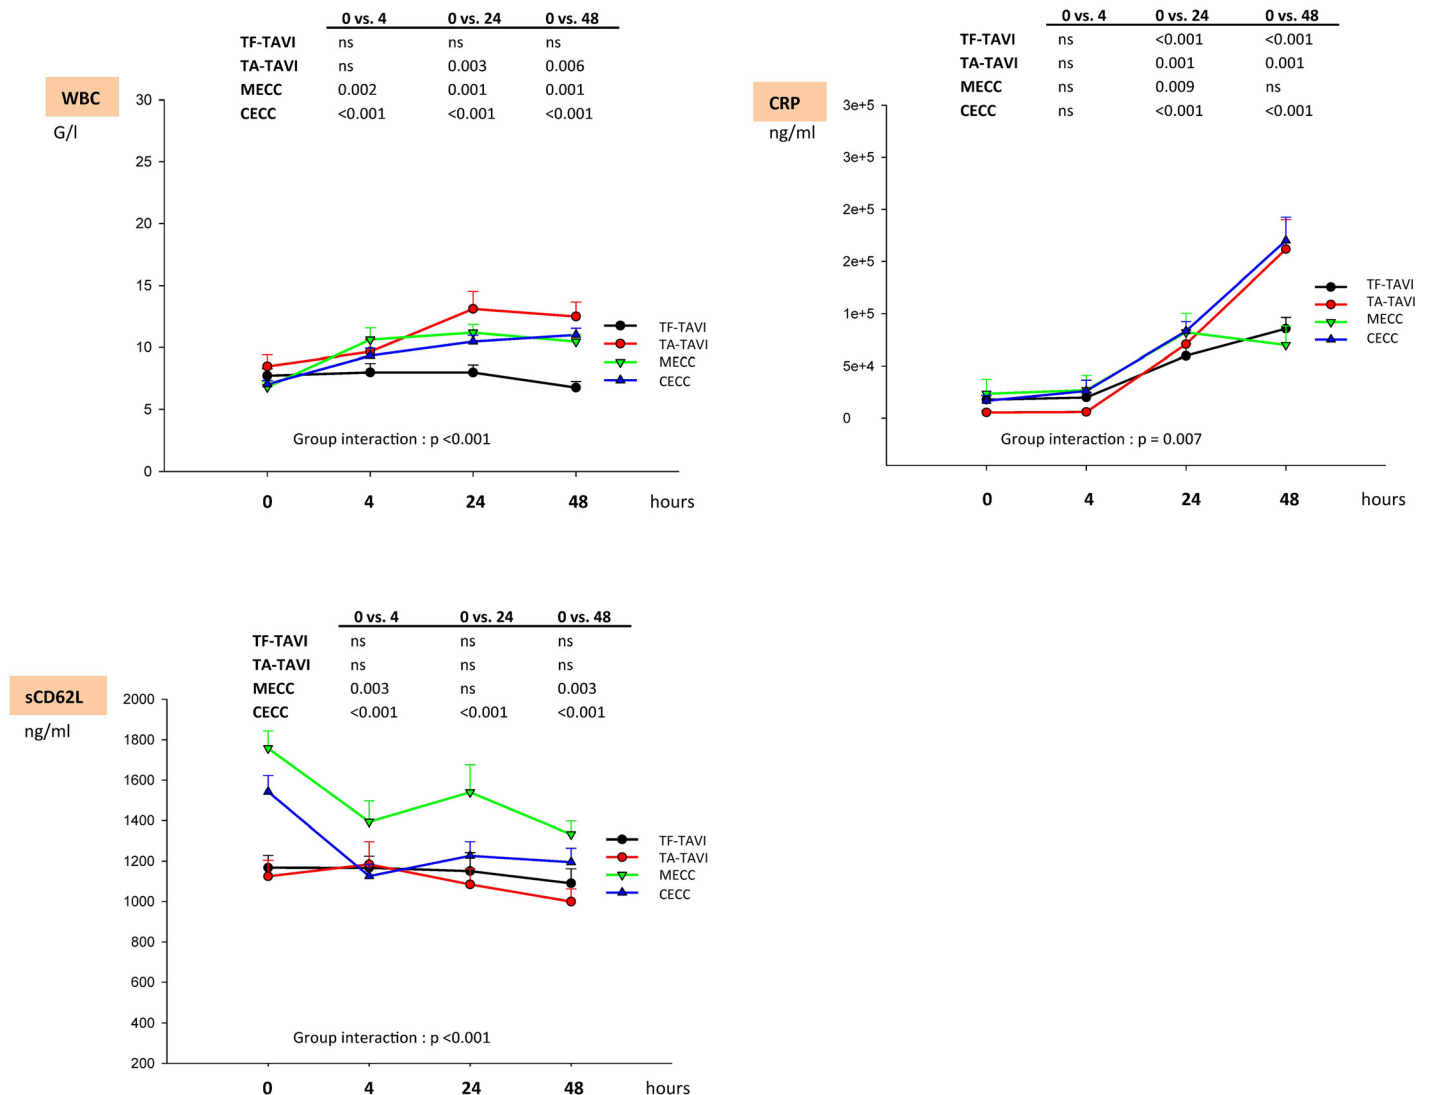 0 vs. 4 0 vs. 24 0 vs. 48
TF-TAVI ns ns ns
TA-TAVI ns 0.003 0.006
MECC 0.002 0.001 0.001
CECC <0.001 <0.001 <0.001
WBC
G/l
30
25
20
15
10
5
0
TF-TAVI
TA-TAVI
MECC
CECC
Group interaction : p <0.001
0 4 24 48 hours
0 vs. 4 0 vs. 24 0 vs. 48
TF-TAVI ns <0.001 <0.001
TA-TAVI ns 0.001 0.001
MECC ns 0.009 ns
CECC ns <0.001 <0.001
CRP
ng/ml
3e+5
3e+5
2e+5
2e+5
1e+5
5e+4
0
TF-TAVI
TA-TAVI
MECC
CECC
Group interaction : p = 0.007
0 4 24 48 hours
0 vs. 4 0 vs. 24 0 vs. 48
TF-TAVI ns ns ns
TA-TAVI ns ns ns
MECC 0.003 ns 0.003
CECC <0.001 <0.001 <0.001
sCD62L
ng/ml
2000
1800
1600
1400
1200
1000
800
600
400
200
TF-TAVI
TA-TAVI
MECC
CECC
Group interaction : p <0.001
0 4 24 48 hours